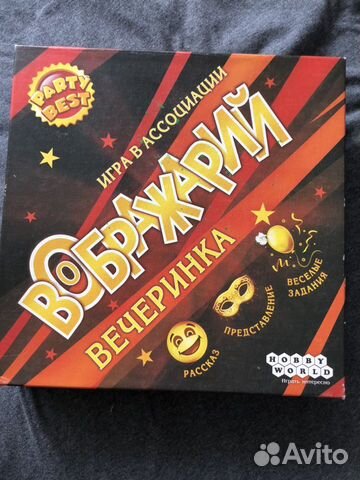 PARTY
BEST
ИГРА В АССОЦИАЦИИ
ВООБРАЖАРИЙ
ВЕЧЕРИНКА
РАССКАЗ
ПРЕДСТАВЛЕНИЕ
ВЕСЕЛЫЕ
ЗАДАНИЯ
HOBBY
WORLD
Играть интересно
Avito